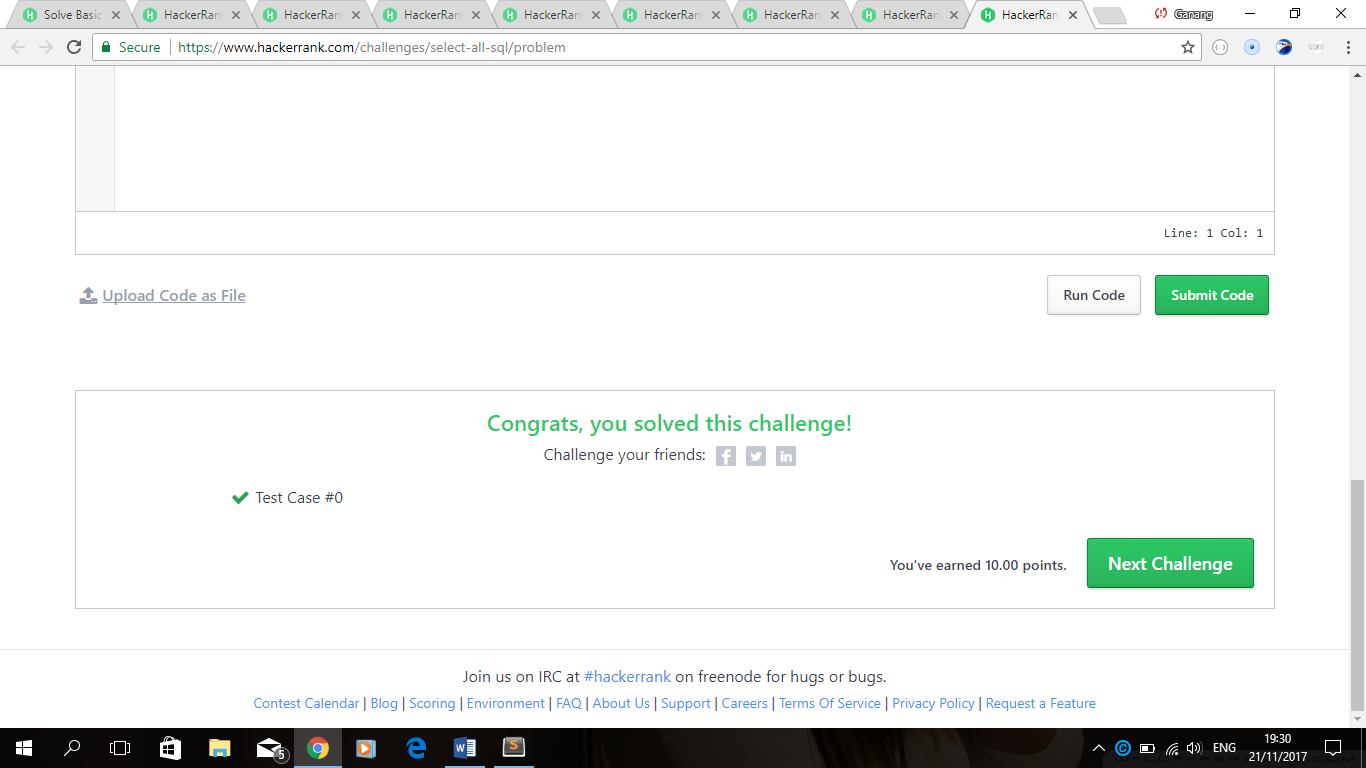 Solve Basic HackerRan HackerRan HackerRan HackerRan HackerRan HackerRan HackerRan HackerRan Ganang
Secure https://www.hackerrank.com/challenges/select-all-sql/problem
Line: 1 Col: 1
Upload Code as File Run Code Submit Code
Congrats, you solved this challenge!
Challenge your friends:
Test Case #0
You've earned 10.00 points. Next Challenge
Join us on IRC at #hackerrank on freenode for hugs or bugs.
Contest Calendar | Blog | Scoring | Environment | FAQ | About Us | Support | Careers | Terms Of Service | Privacy Policy | Request a Feature
5 ENG 19:30
21/11/2017